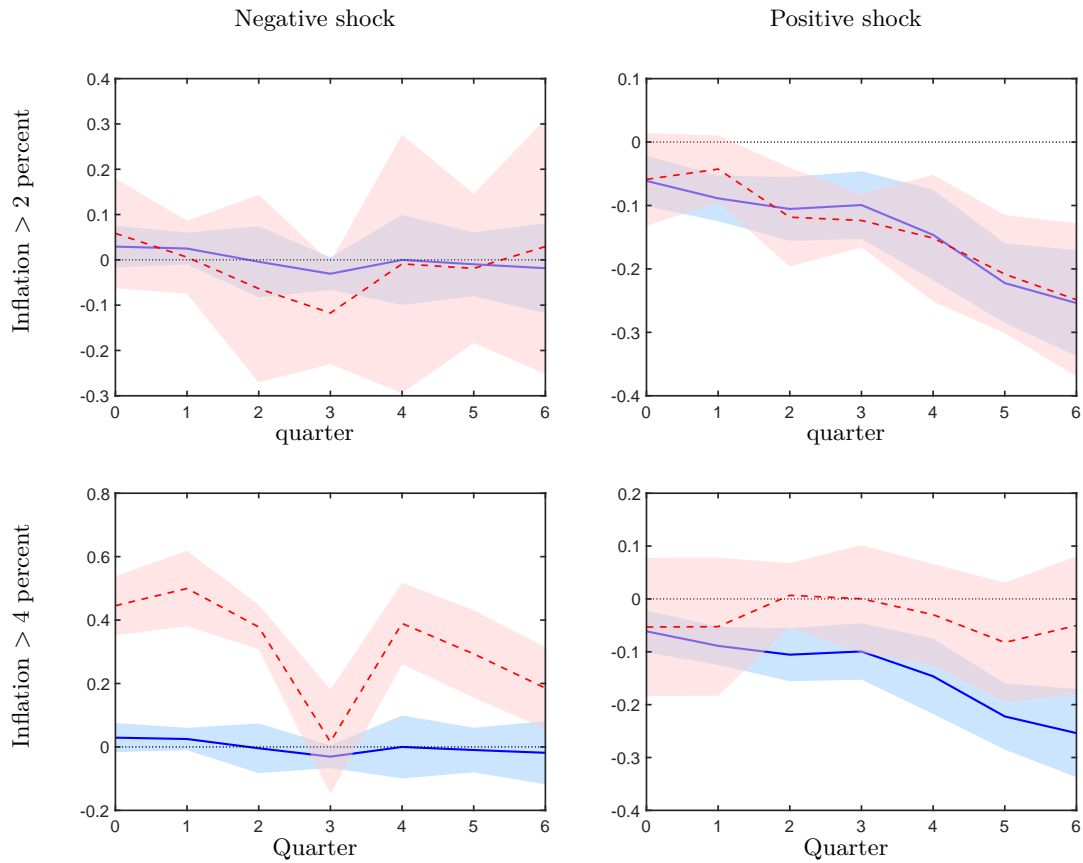 Negative shock
Positive shock
Inflation > 2 percent
0.4
0.3
0.2
0.1
0
-0.1
-0.2
-0.3
0 1 2 3 4 5 6
quarter
0.1
0
-0.1
-0.2
-0.3
-0.4
0 1 2 3 4 5 6
quarter
Inflation > 4 percent
0.8
0.6
0.4
0.2
0
-0.2
0 1 2 3 4 5 6
Quarter
0.2
0.1
0
-0.1
-0.2
-0.3
-0.4
0 1 2 3 4 5 6
Quarter